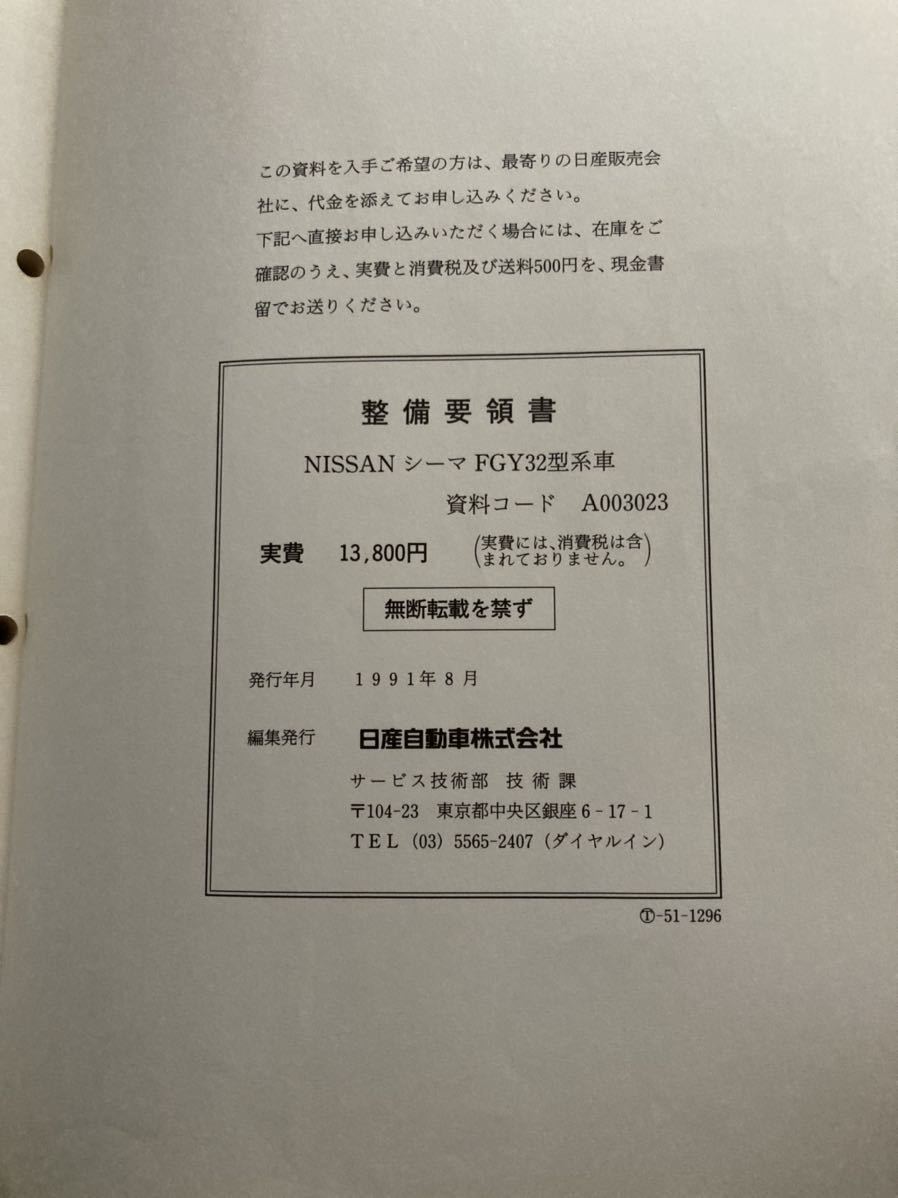 この資料を入手ご希望の方は、最寄りの日産販売会
社に、代金を添えてお申し込みください。
下記へ直接お申し込みいただく場合には、在庫をご
確認のうえ、実費と消費税及び送料500円を、現金書
留でお送りください。
整備要領書
NISSAN シーマ FGY32型系車
資料コード A003023
実費 13,800円 (実費には、消費税は含
まれておりません。)
無断転載を禁ず
発行年月 1991年8月
編集発行 日産自動車株式会社
サービス技術部 技術課
〒104-23 東京都中央区銀座6-17-1
TEL (03) 5565-2407 (ダイヤルイン)
Ⓣ-51-1296